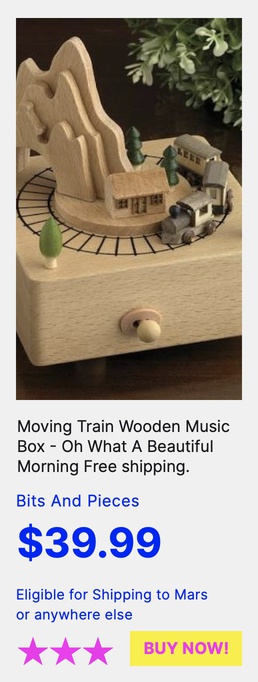 Moving Train Wooden Music
Box - Oh What A Beautiful
Morning Free shipping.
Bits And Pieces
$39.99
Eligible for Shipping to Mars
or anywhere else
BUY NOW!